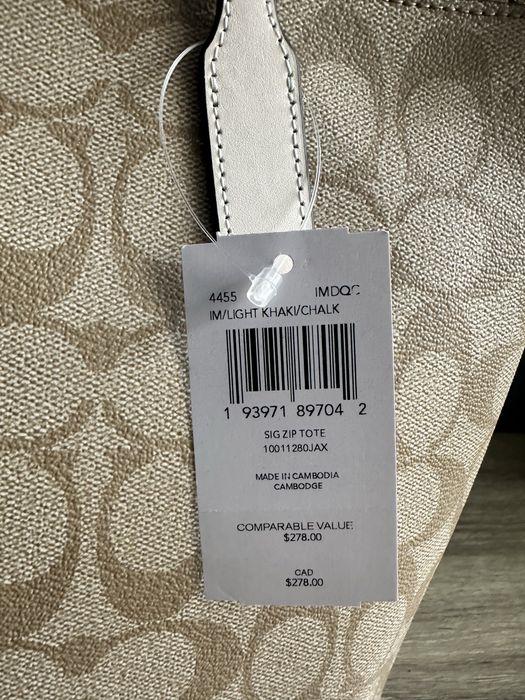 4455 IMDQC
IM/LIGHT KHAKI/CHALK
1 93971 89704 2
SIG ZIP TOTE
10011280JAX
MADE IN CAMBODIA
CAMBODGE
COMPARABLE VALUE
$278.00
CAD
$278.00